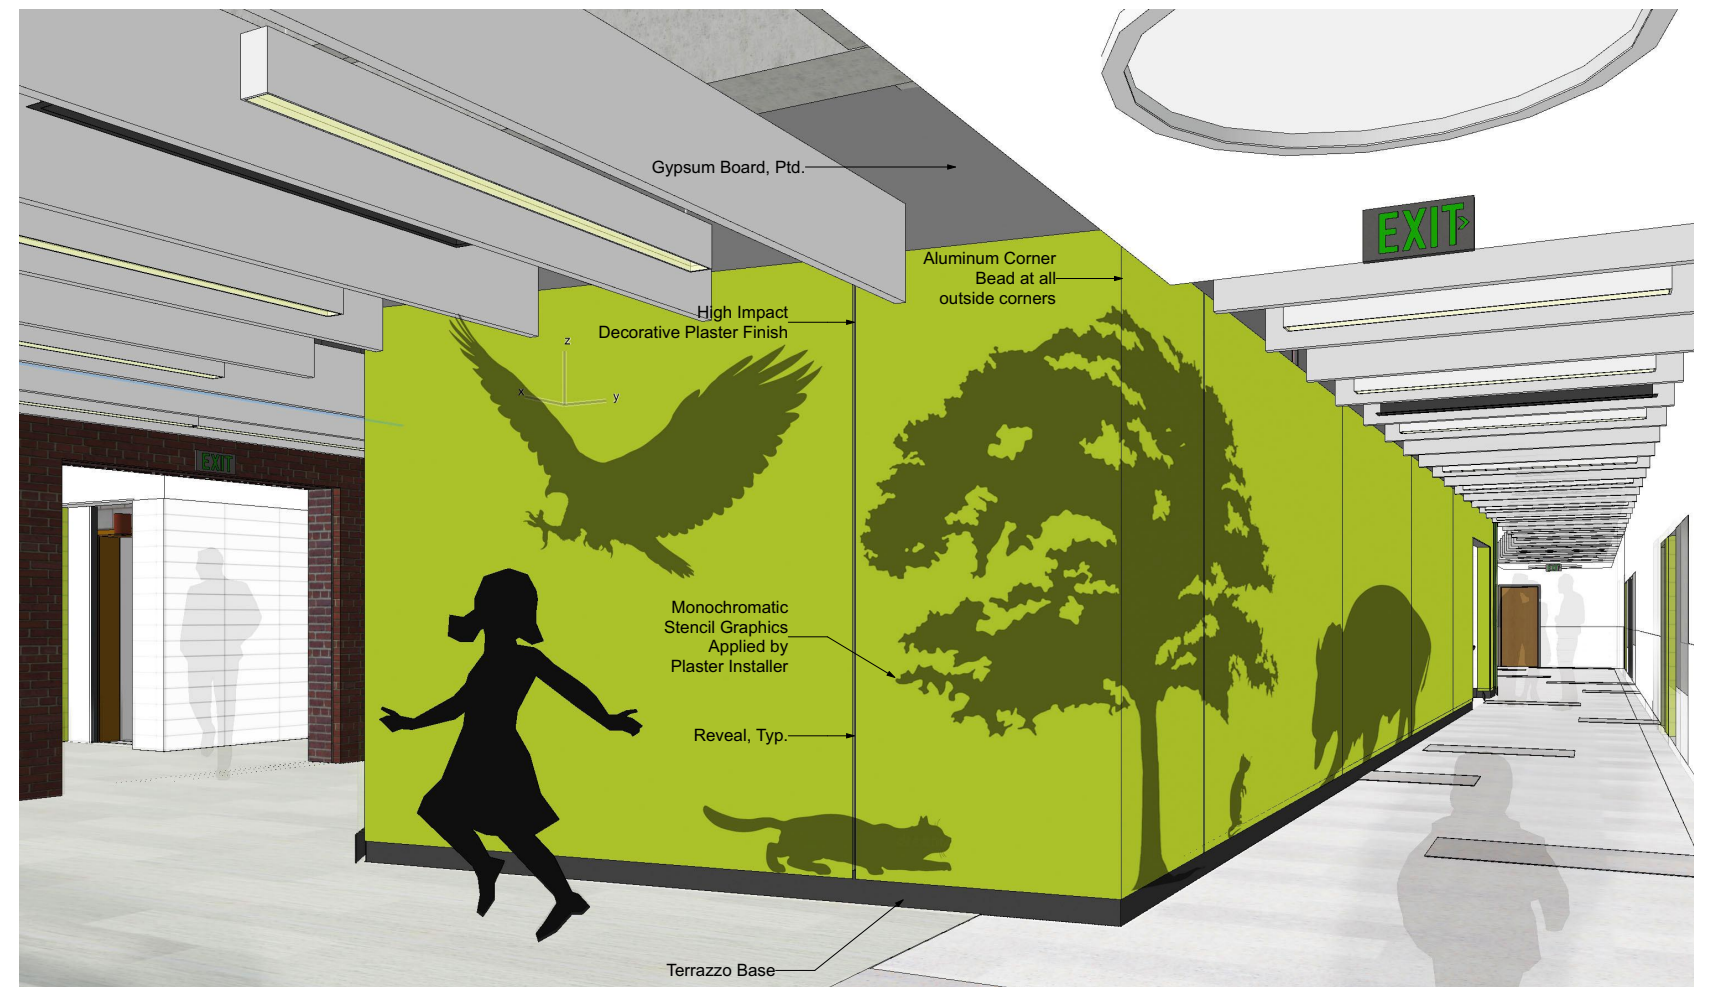 Gypsum Board, Ptd.
EXIT
Aluminum Corner
Bead at all
outside corners
High Impact
Decorative Plaster Finish
z
x
y
EXIT
Monochromatic
Stencil Graphics
Applied by
Plaster Installer
EXIT
Reveal, Typ.
Terrazzo Base